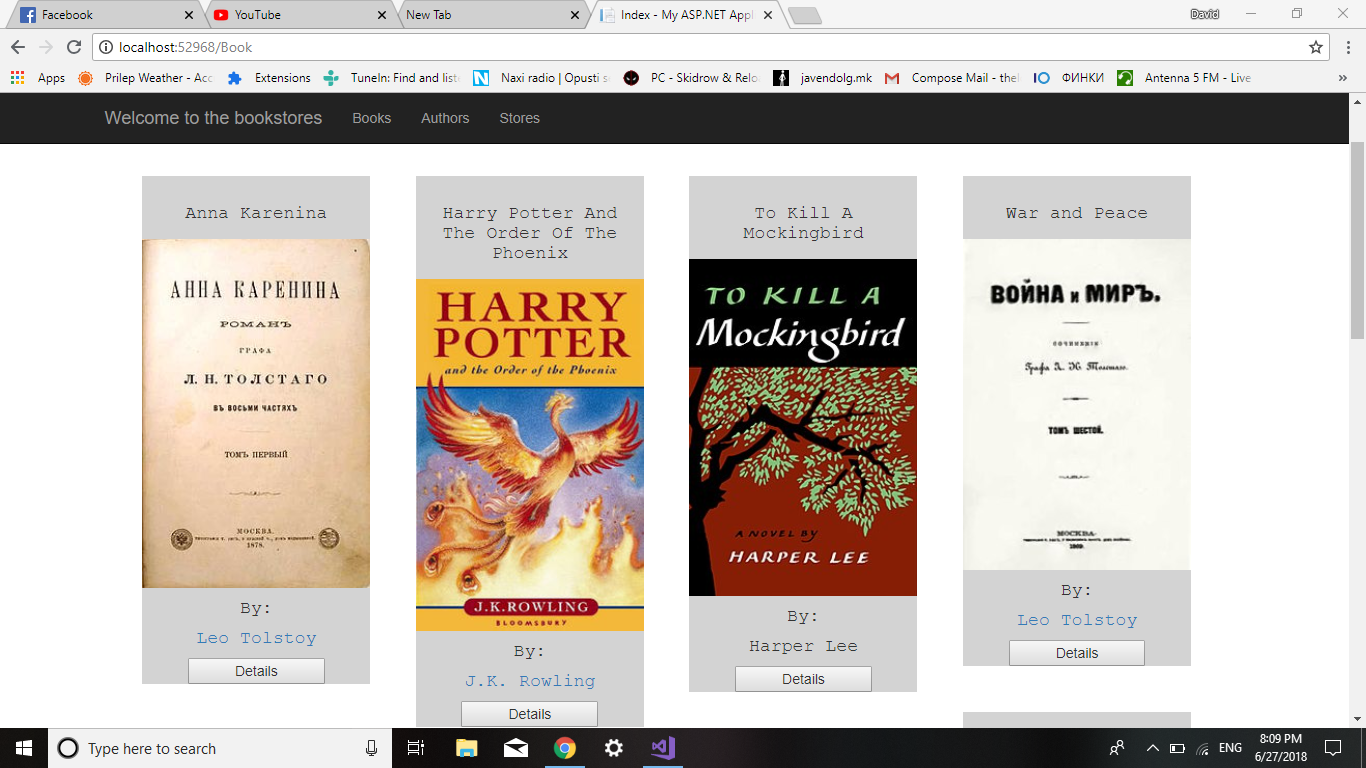 Facebook
YouTube
New Tab
Index - My ASP.NET Appl
David
localhost:52968/Book
Apps
Prilep Weather - Acc
Extensions
TuneIn: Find and liste
Naxi radio | Opusti s
PC - Skidrow & Relo
javendolg.mk
Compose Mail - thel
ФИНКИ
Antenna 5 FM - Live
»
Welcome to the bookstores
Books
Authors
Stores
Anna Karenina
АННА КАРЕНИНА
РОМАНЪ
ГРАФА
Л. Н. ТОЛСТАГО
ВЪ ВОСЬМИ ЧАСТЯХЪ
ТОМЪ ПЕРВЫЙ
МОСКВА.
1878.
By:
Leo Tolstoy
Details
Harry Potter And
The Order Of The
Phoenix
HARRY
POTTER
and the Order of the Phoenix
J.K.ROWLING
BLOOMSBURY
By:
J.K. Rowling
Details
To Kill A
Mockingbird
TO KILL A
Mockingbird
A NOVEL BY
HARPER LEE
By:
Harper Lee
Details
War and Peace
ВОЙНА и МИРЪ.
СОЧИНЕНІЕ
Графа Л. Н. Толстаго.
ТОМЪ ШЕСТОЙ.
МОСКВА.
1869.
By:
Leo Tolstoy
Details
Type here to search
ENG
8:09 PM
6/27/2018